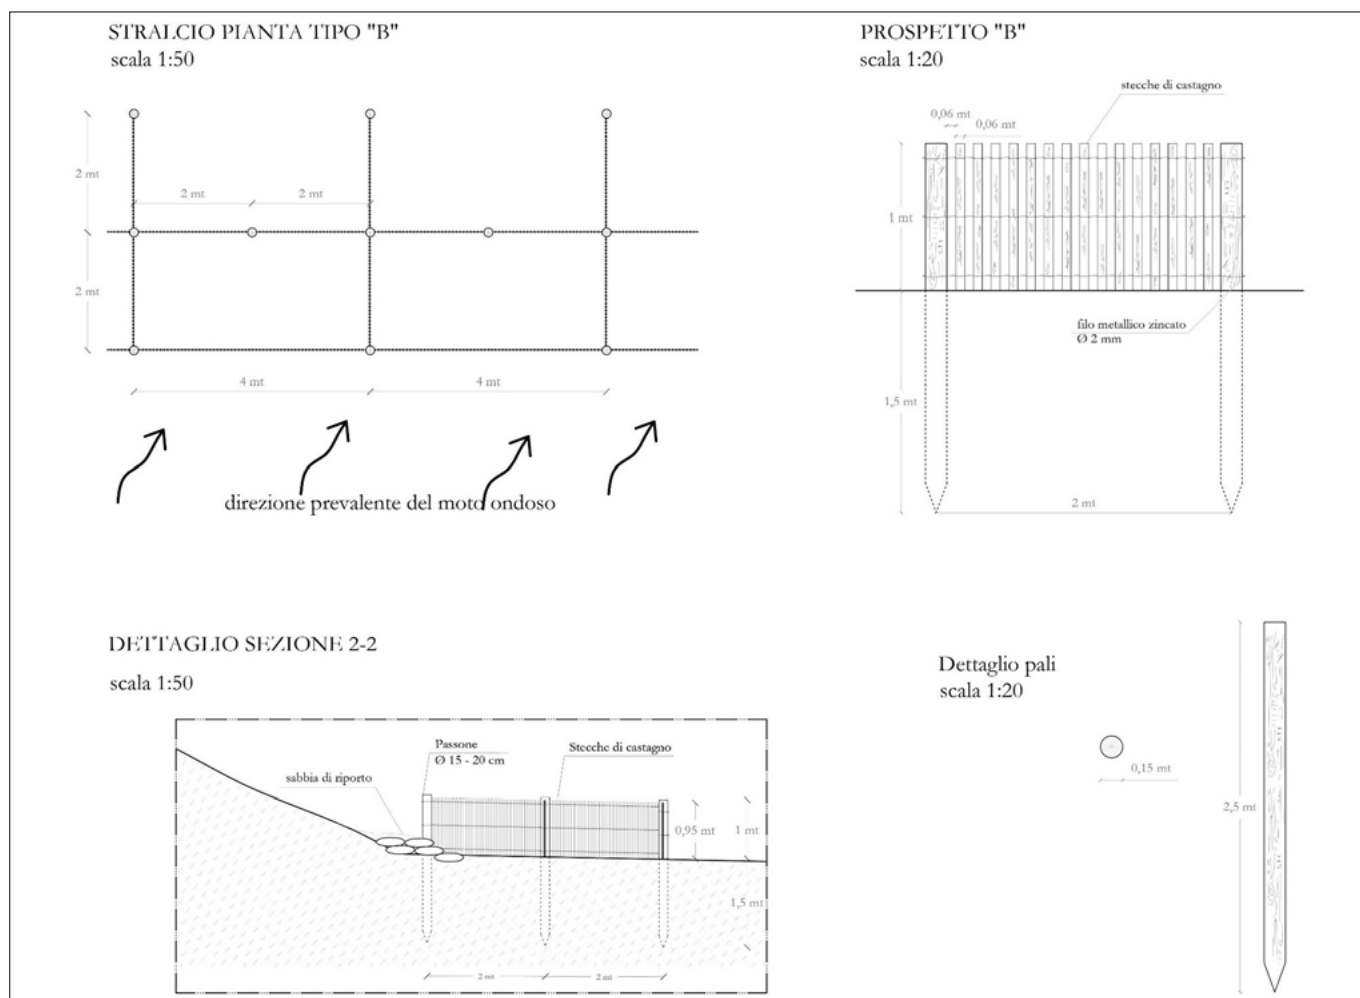 STRALCIO PIANTA TIPO "B"
scala 1:50
2 mt
2 mt
2 mt
2 mt
4 mt
4 mt
direzione prevalente del moto ondoso
PROSPETTO "B"
scala 1:20
stecche di castagno
0,06 mt
0,06 mt
1 mt
filo metallico zincato
Ø 2 mm
1,5 mt
2 mt
DETTAGLIO SEZIONE 2-2
scala 1:50
Passone
Ø 15 - 20 cm
Stecche di castagno
sabbia di riporto
0,95 mt
1 mt
1,5 mt
2 mt
2 mt
Dettaglio pali
scala 1:20
0,15 mt
2,5 mt